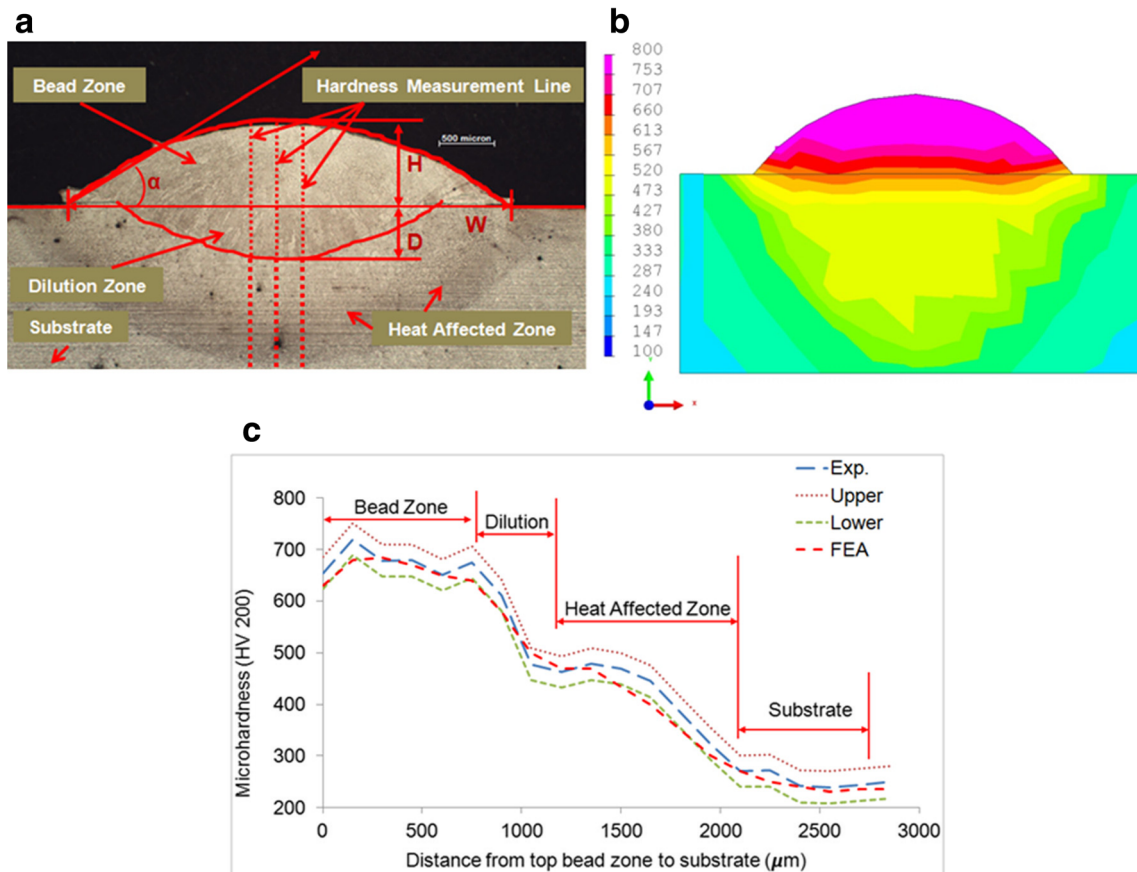 a
Bead Zone
Hardness Measurement Line
500 micron
H
α
W
D
Dilution Zone
Substrate
Heat Affected Zone
b
800
753
707
660
613
567
520
473
427
380
333
287
240
193
147
100
Y
X
c
Exp.
Upper
Lower
FEA
Bead Zone
Dilution
Heat Affected Zone
Substrate
Microhardness (HV 200)
800
700
600
500
400
300
200
0
500
1000
1500
2000
2500
3000
Distance from top bead zone to substrate (μm)